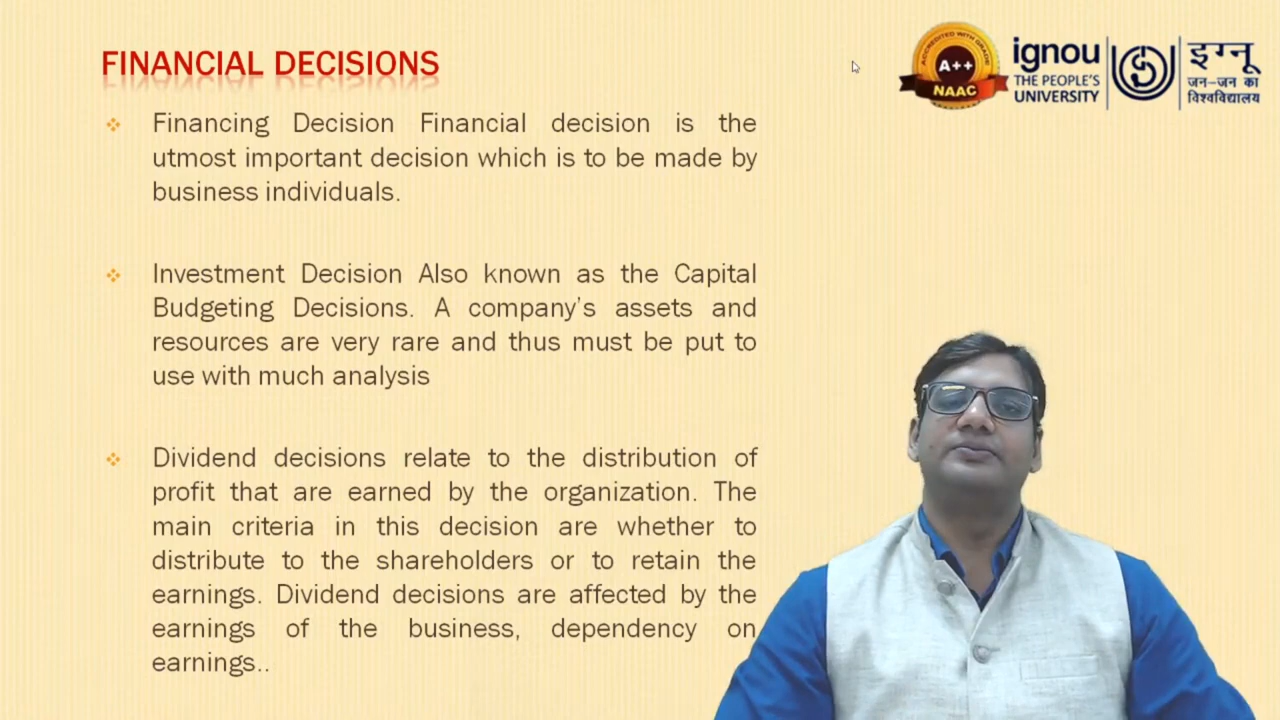 FINANCIAL DECISIONS
Financing Decision Financial decision is the
utmost important decision which is to be made by
business individuals.
Investment Decision Also known as the Capital
Budgeting Decisions. A company's assets and
resources are very rare and thus must be put to
use with much analysis
Dividend decisions relate to the distribution of
profit that are earned by the organization. The
main criteria in this decision are whether to
distribute to the shareholders or to retain the
earnings. Dividend decisions are affected by the
earnings of the business, dependency on
earnings..
ACCREDITED WITH GRADE
A++
NAAC
ignou
THE PEOPLE'S
UNIVERSITY
इग्नू
जन-जन का
विश्वविद्यालय